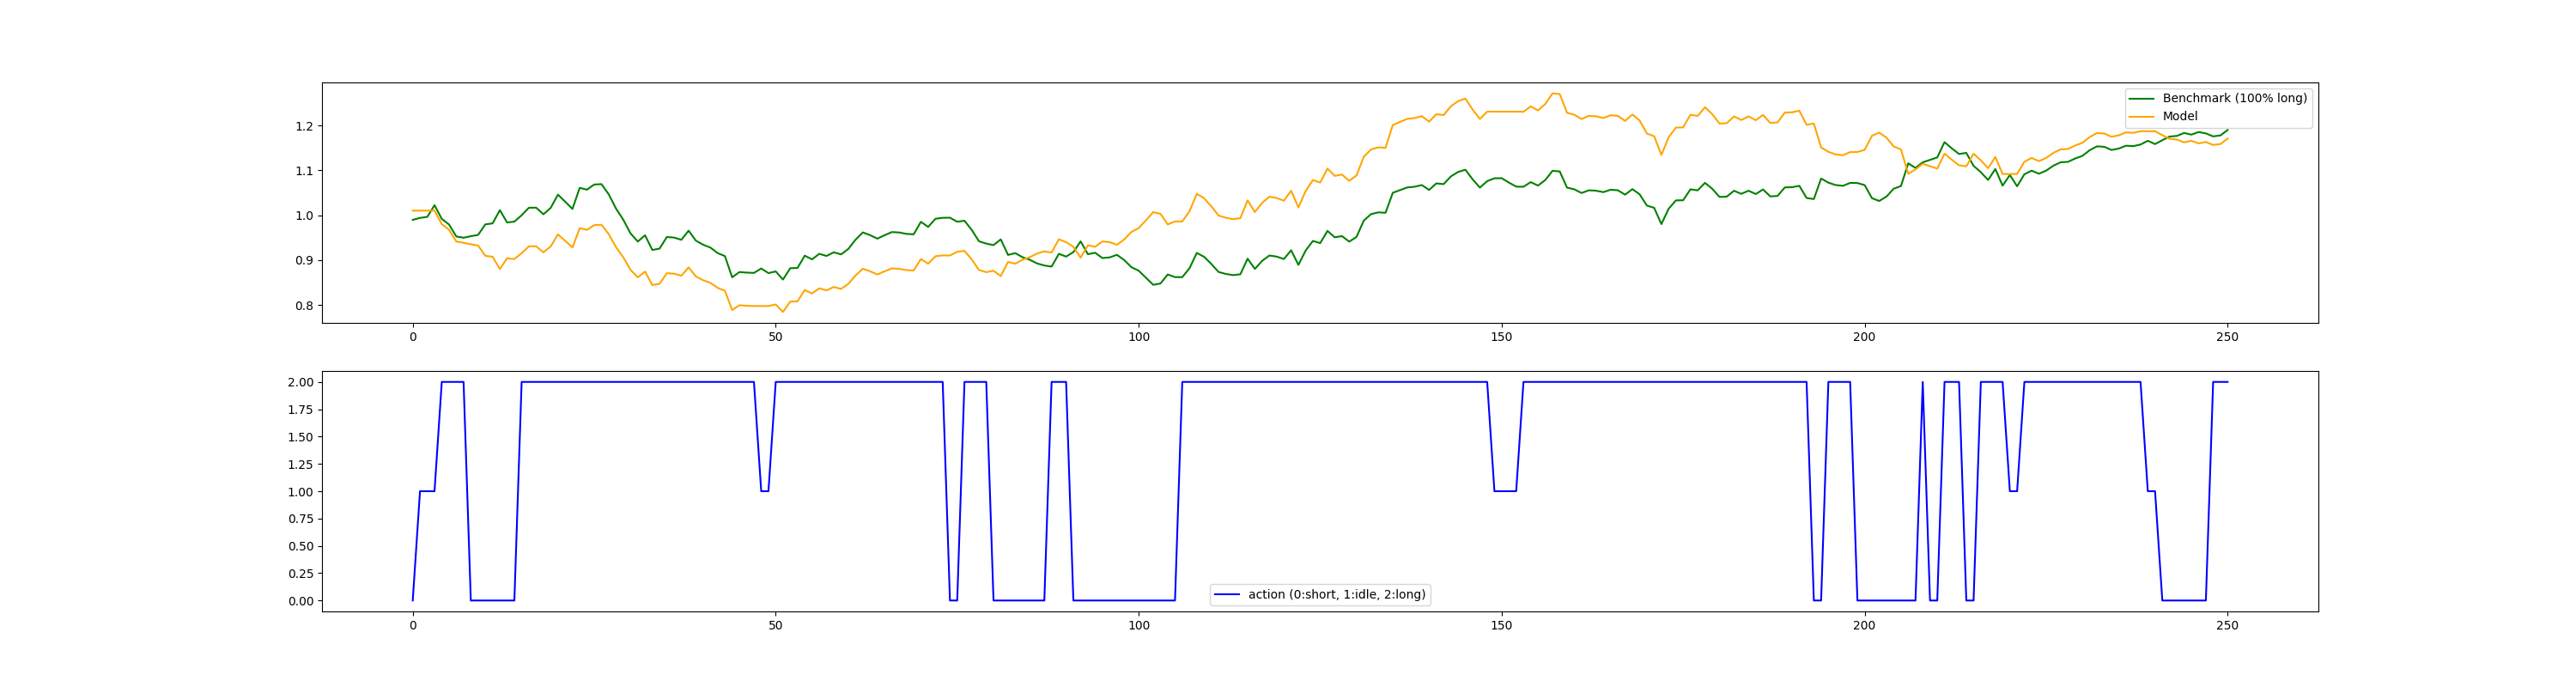 Benchmark (100% long)
Model
1.2
1.1
1.0
0.9
0.8
0 50 100 150 200 250
2.00
1.75
1.50
1.25
1.00
0.75
0.50
0.25
0.00
action (0:short, 1:idle, 2:long)
0 50 100 150 200 250